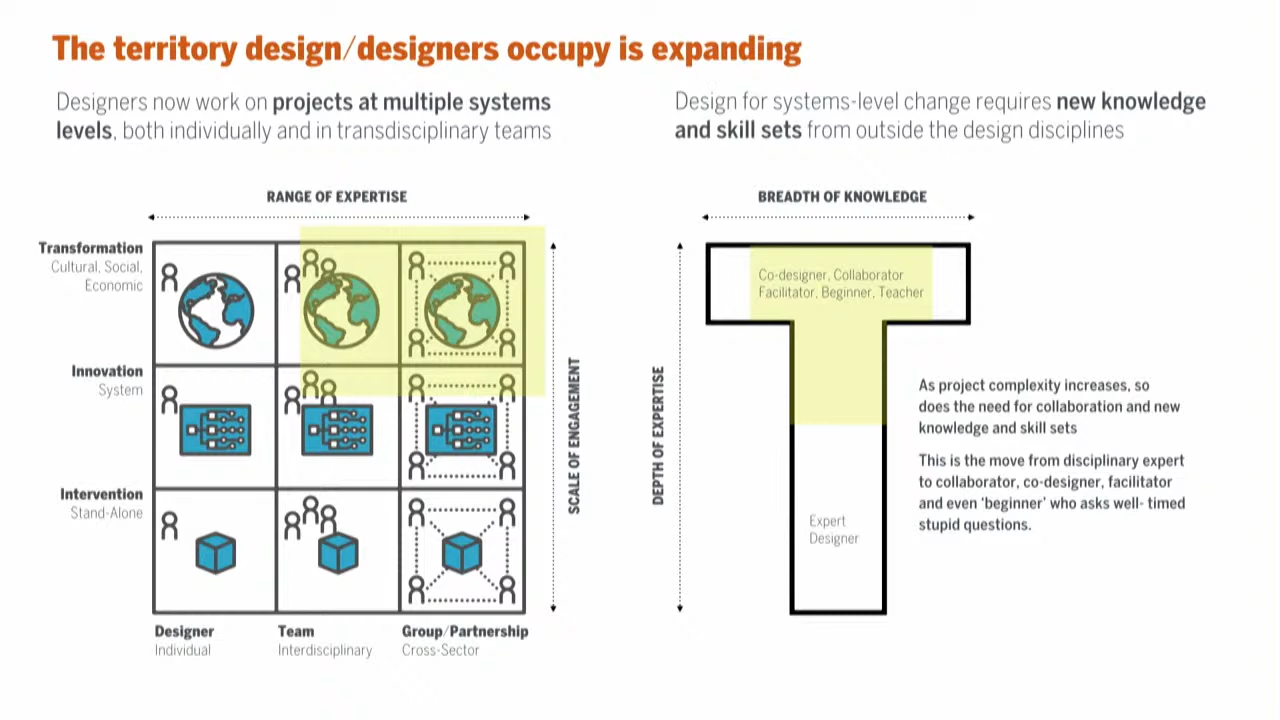 The territory design/designers occupy is expanding
Designers now work on projects at multiple systems
levels, both individually and in transdisciplinary teams
RANGE OF EXPERTISE
Transformation
Cultural, Social,
Economic
Innovation
System
Intervention
Stand-Alone
SCALE OF ENGAGEMENT
Designer
Individual
Team
Interdisciplinary
Group/Partnership
Cross-Sector
Design for systems-level change requires new knowledge
and skill sets from outside the design disciplines
BREADTH OF KNOWLEDGE
DEPTH OF EXPERTISE
Co-designer, Collaborator
Facilitator, Beginner, Teacher
Expert
Designer
As project complexity increases, so
does the need for collaboration and new
knowledge and skill sets
This is the move from disciplinary expert
to collaborator, co-designer, facilitator
and even 'beginner' who asks well- timed
stupid questions.